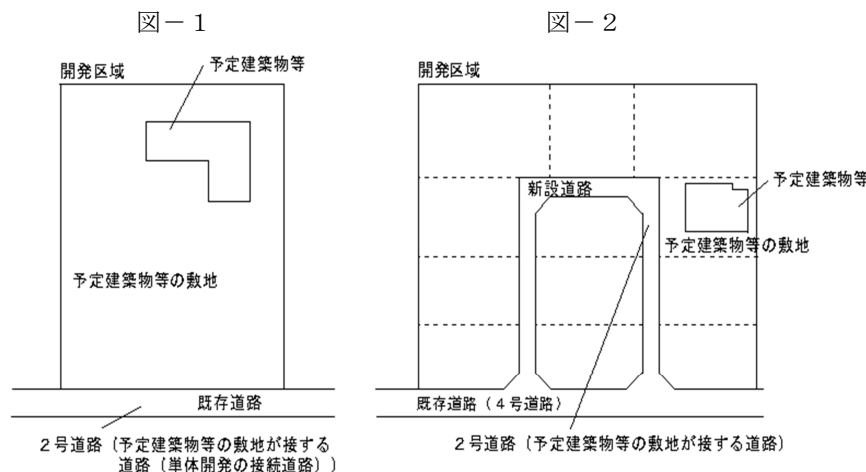 図－１
予定建築物等
開発区域
予定建築物等の敷地
既存道路
２号道路（予定建築物等の敷地が接する
道路（単体開発の接続道路））
図－２
開発区域
新設道路
予定建築物等
予定建築物等の敷地
既存道路（４号道路）
２号道路（予定建築物等の敷地が接する道路）